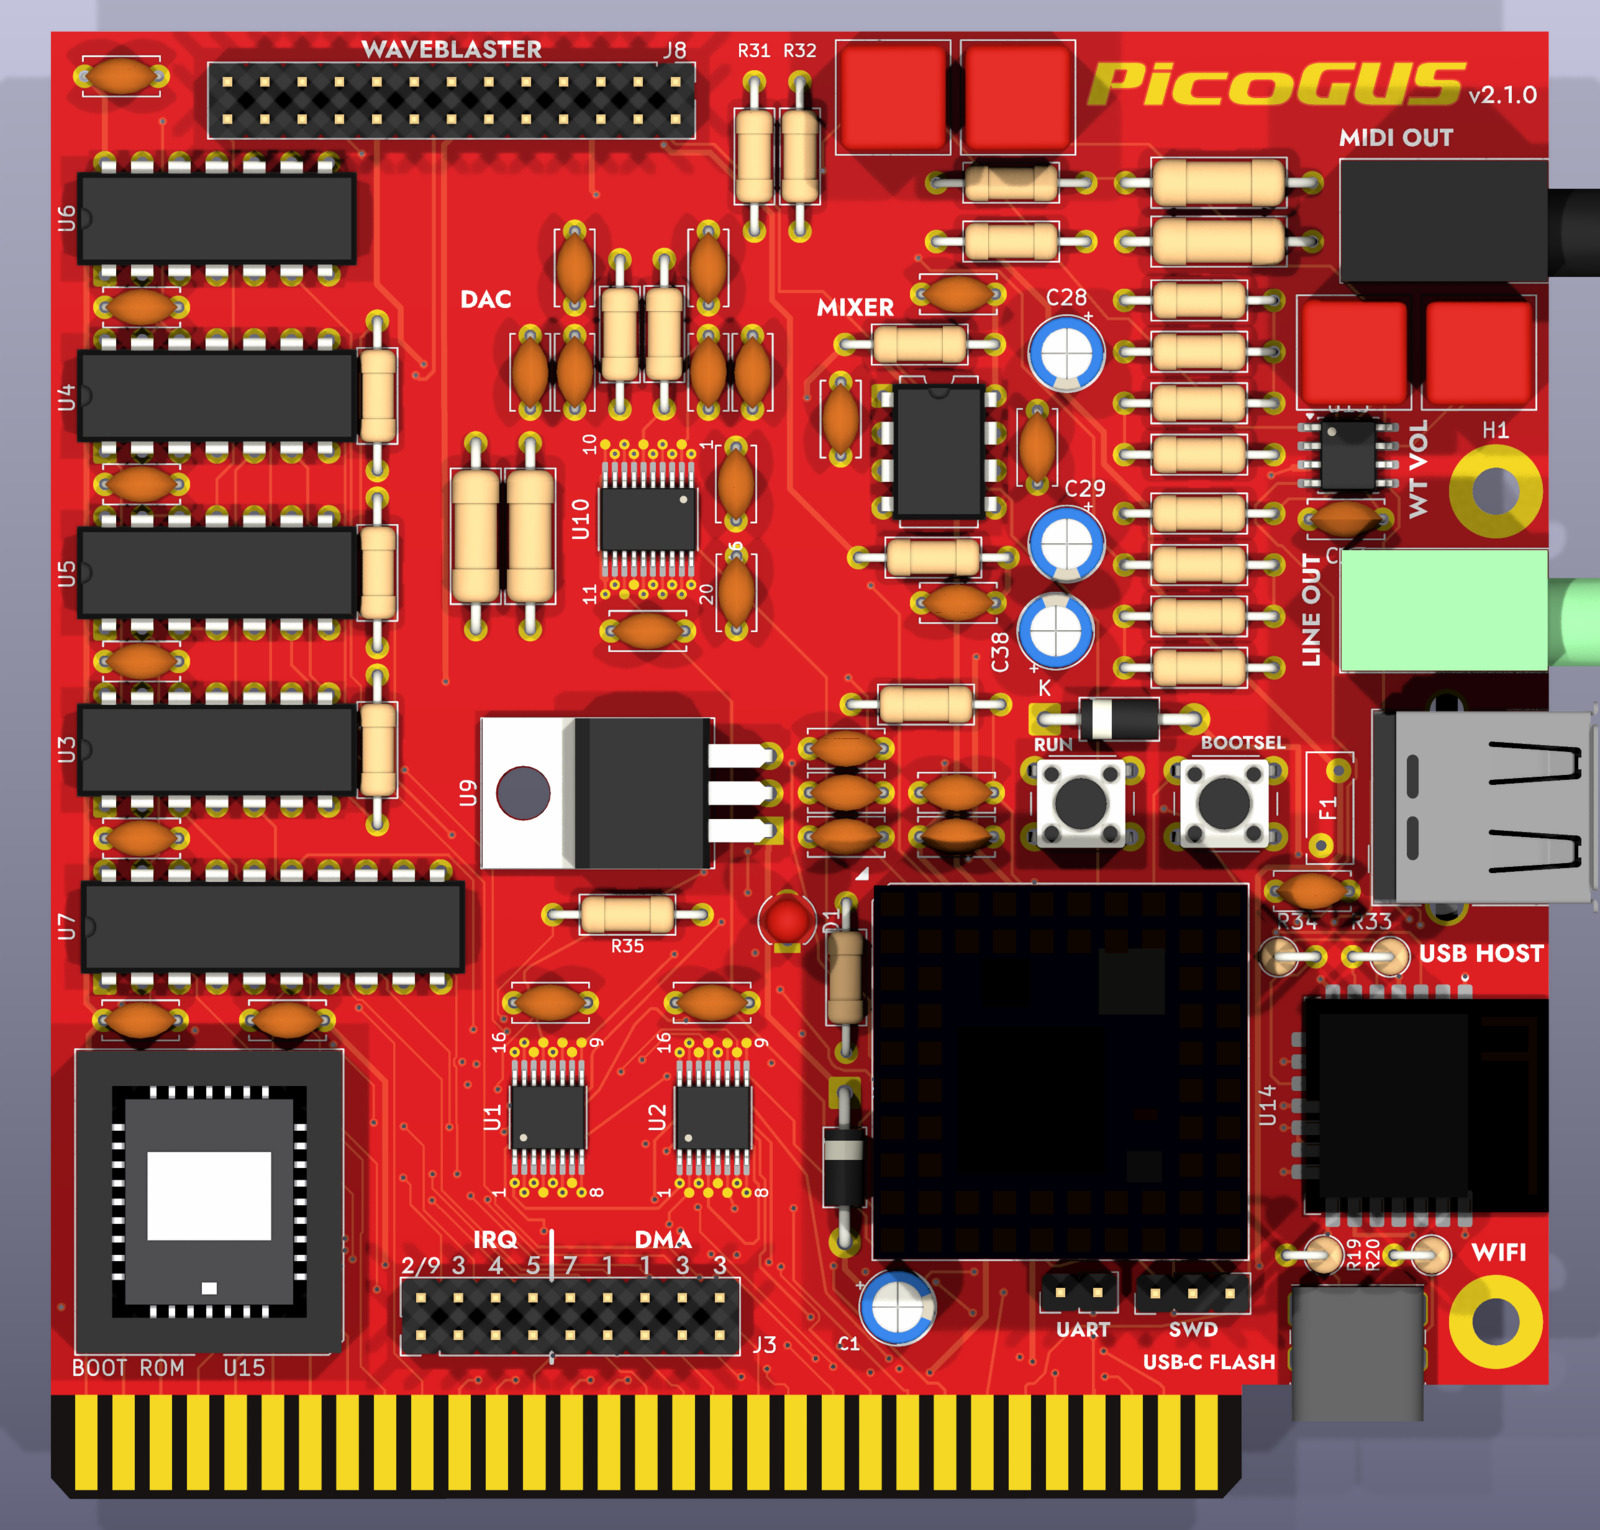 WAVEBLASTER
J8
R31
R32
PicoGUS
v2.1.0
MIDI OUT
U6
DAC
MIXER
C28
U4
WT VOL
H1
10
1
U10
C29
U5
11
20
6
LINE OUT
C38
K
RUN
BOOTSEL
U3
U9
F1
U7
R35
D1
R34
R33
USB HOST
16
9
16
9
U1
U2
U14
1
8
1
8
IRQ
DMA
2/9
3
4
5
7
1
1
3
3
R19
R20
WIFI
J3
C1
UART
SWD
USB-C FLASH
BOOT ROM
U15